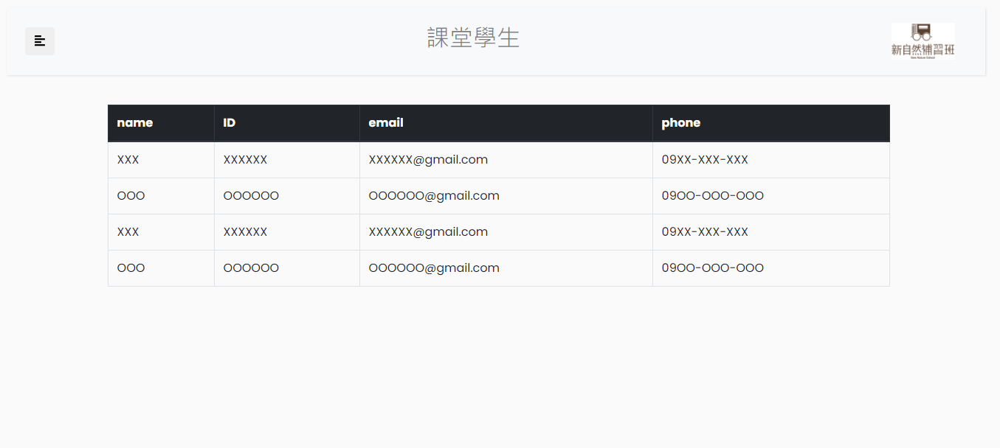 課堂學生
新自然補習班
New Nature School
name ID email phone
XXX XXXXXX XXXXXX@gmail.com 09XX-XXX-XXX
OOO OOOOOO OOOOOO@gmail.com 09OO-OOO-OOO
XXX XXXXXX XXXXXX@gmail.com 09XX-XXX-XXX
OOO OOOOOO OOOOOO@gmail.com 09OO-OOO-OOO